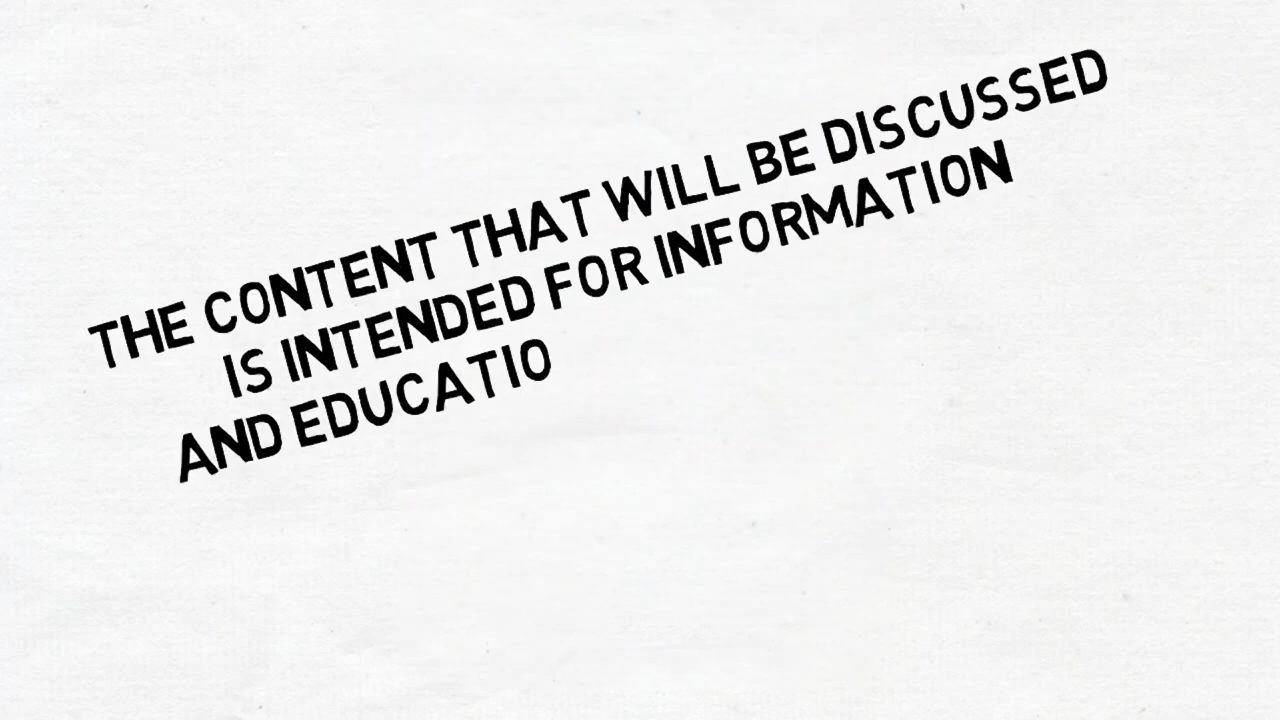 THE CONTENT THAT WILL BE DISCUSSED
IS INTENDED FOR INFORMATION
AND EDUCATIO